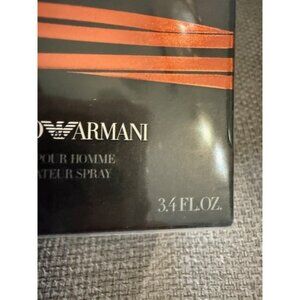 O ARMANI
POUR HOMME
ATEUR SPRAY
3.4 FL.OZ.